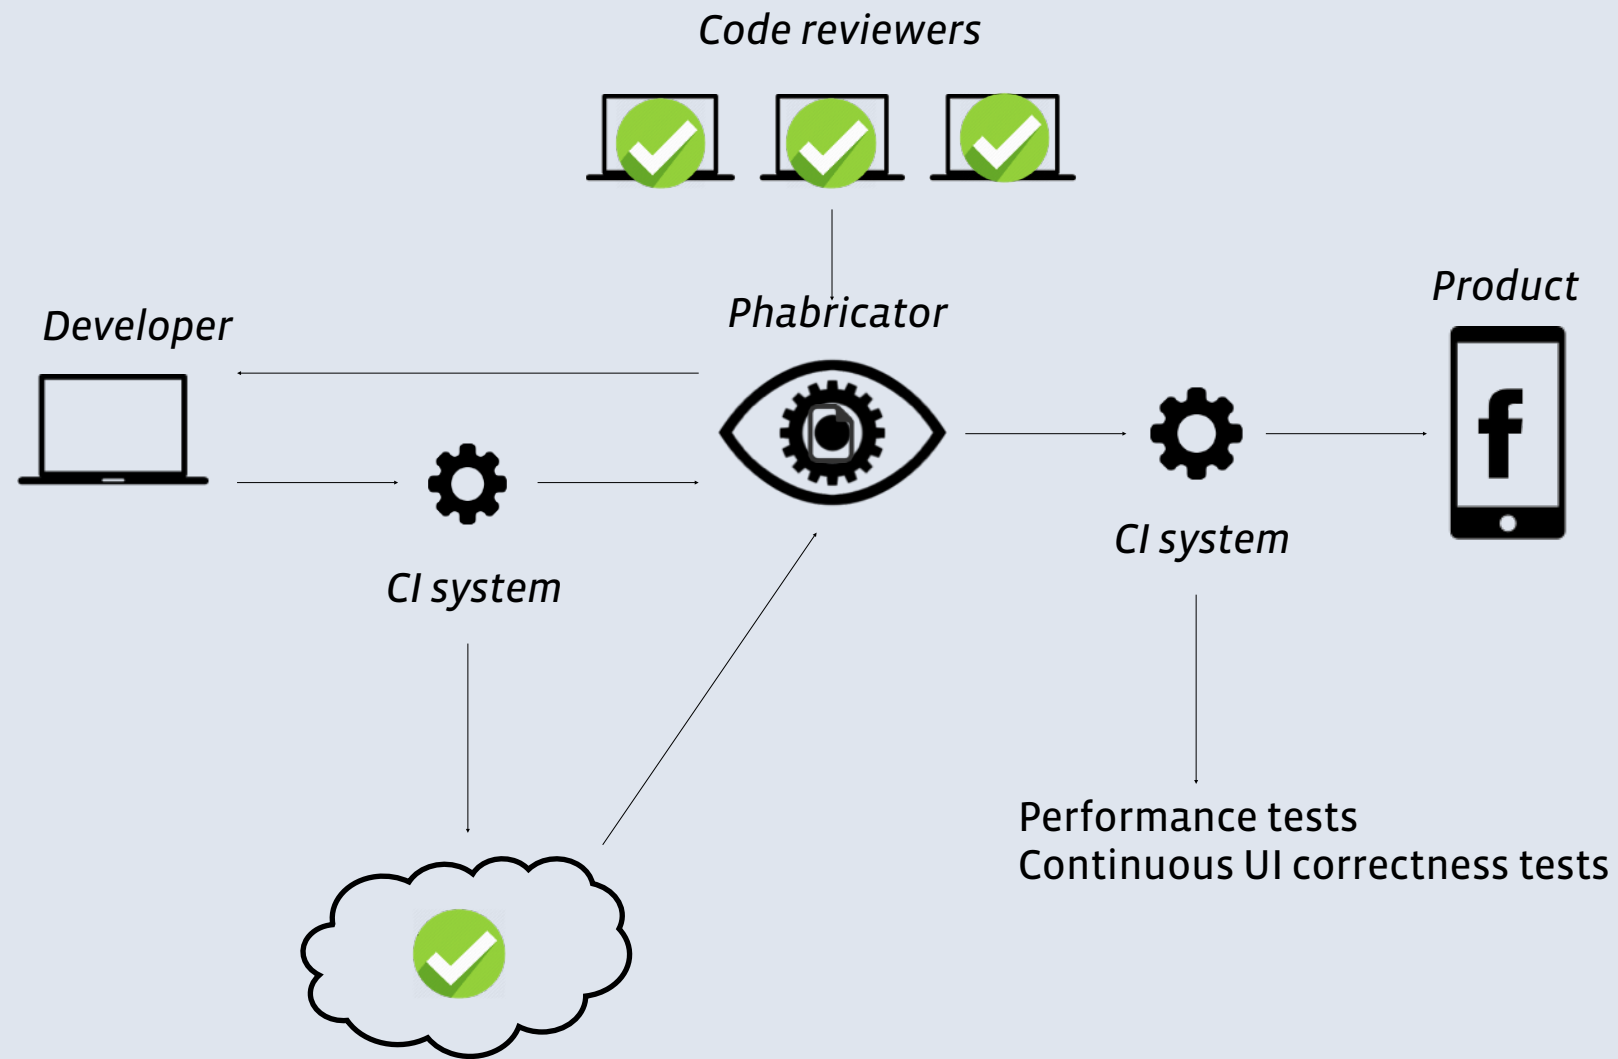 Code reviewers
Product
Phabricator
Developer
f
CI system
CI system
Performance tests
Continuous UI correctness tests